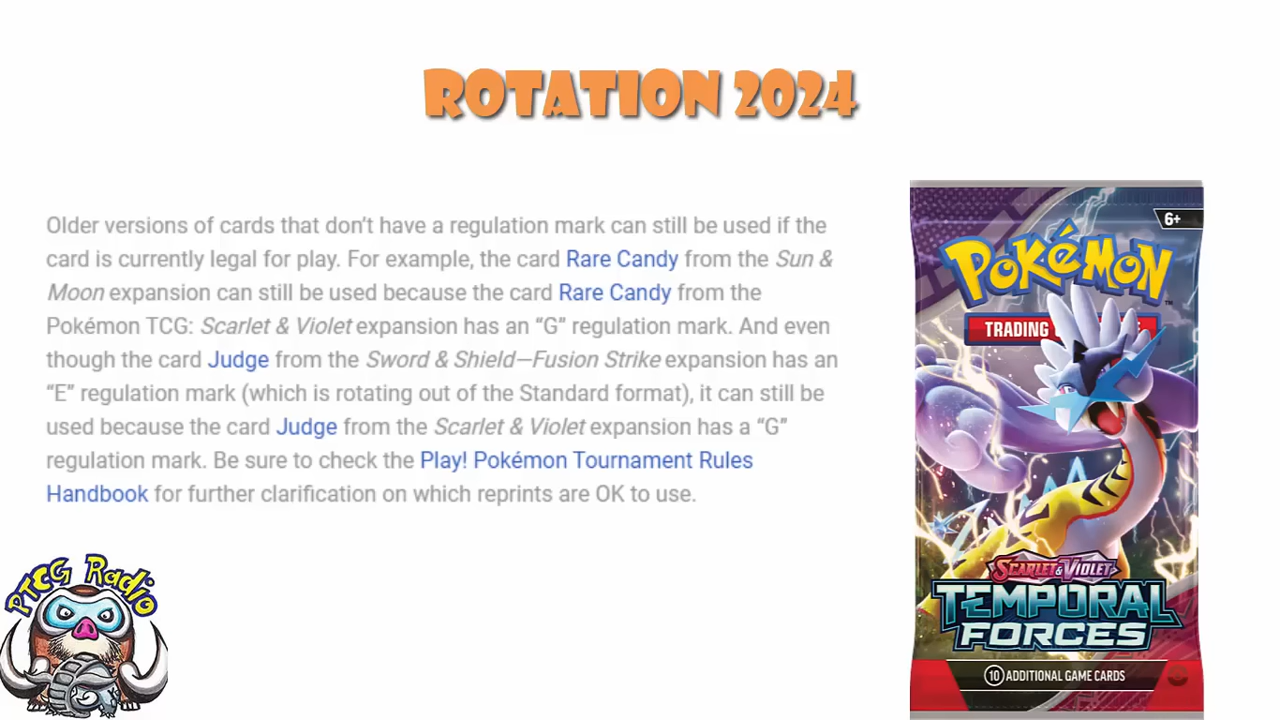 ROTATION 2024
Older versions of cards that don't have a regulation mark can still be used if the
card is currently legal for play. For example, the card Rare Candy from the Sun &
Moon expansion can still be used because the card Rare Candy from the
Pokémon TCG: Scarlet & Violet expansion has an “G” regulation mark. And even
though the card Judge from the Sword & Shield—Fusion Strike expansion has an
“E” regulation mark (which is rotating out of the Standard format), it can still be
used because the card Judge from the Scarlet & Violet expansion has a “G”
regulation mark. Be sure to check the Play! Pokémon Tournament Rules
Handbook for further clarification on which reprints are OK to use.
6+
POKéMON
TM
TRADING
SCARLET & VIOLET
TEMPORAL
FORCES
10 ADDITIONAL GAME CARDS
PTCG Radio